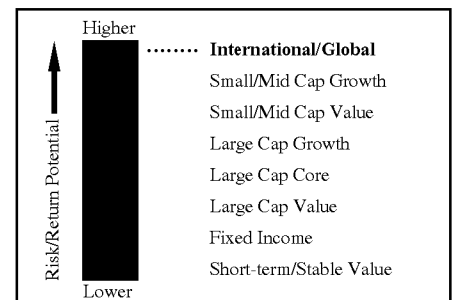 Higher
International/Global
Small/Mid Cap Growth
Small/Mid Cap Value
Large Cap Growth
Large Cap Core
Large Cap Value
Fixed Income
Short-term/Stable Value
Lower
Risk/Return Potential